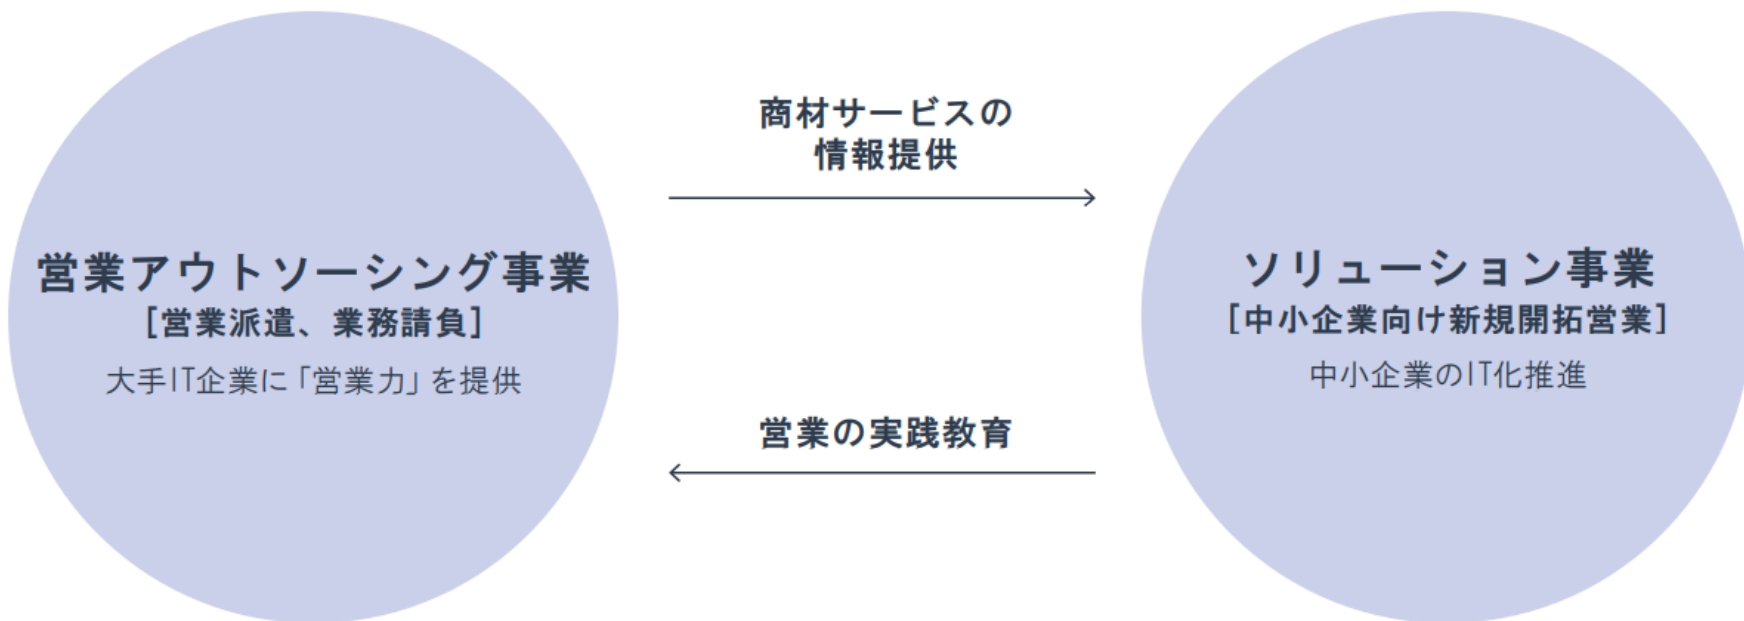 営業アウトソーシング事業
[営業派遣、業務請負]
大手IT企業に「営業力」を提供
商材サービスの
情報提供
営業の実践教育
ソリューション事業
[中小企業向け新規開拓営業]
中小企業のIT化推進